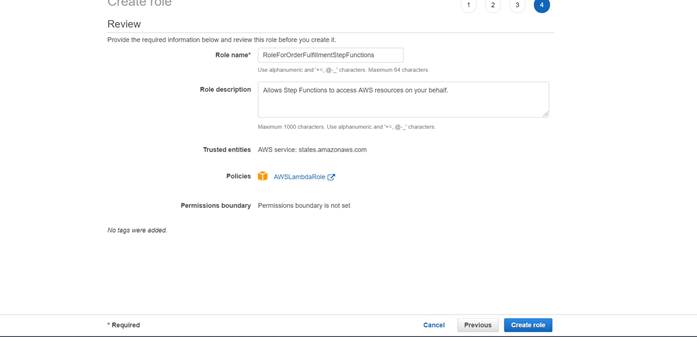 Create role
1 2 3 4
Review
Provide the required information below and review this role before you create it.
Role name* RoleForOrderFulfillmentStepFunctions
Use alphanumeric and '+=,.@-_' characters. Maximum 64 characters.
Role description Allows Step Functions to access AWS resources on your behalf.
Maximum 1000 characters. Use alphanumeric and '+=,.@-_' characters.
Trusted entities AWS service: states.amazonaws.com
Policies AWSLambdaRole
Permissions boundary Permissions boundary is not set
No tags were added.
* Required Cancel Previous Create role